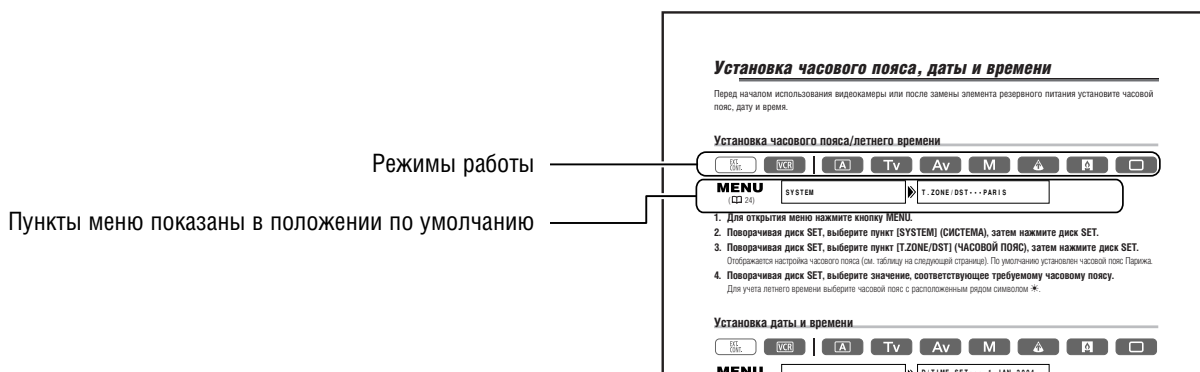 Установка часового пояса, даты и времени
Перед началом использования видеокамеры или после замены элемента резервного питания установите часовой
пояс, дату и время.
Установка часового пояса/летнего времени
Режимы работы
EXT. CONT. VCR A Tv Av M
MENU SYSTEM T.ZONE/DST···PARIS
( 24)
Пункты меню показаны в положении по умолчанию
1. Для открытия меню нажмите кнопку MENU.
2. Поворачивая диск SET, выберите пункт [SYSTEM] (СИСТЕМА), затем нажмите диск SET.
3. Поворачивая диск SET, выберите пункт [T.ZONE/DST] (ЧАСОВОЙ ПОЯС), затем нажмите диск SET.
Отображается настройка часового пояса (см. таблицу на следующей странице). По умолчанию установлен часовой пояс Парижа.
4. Поворачивая диск SET, выберите значение, соответствующее требуемому часовому поясу.
Для учета летнего времени выберите часовой пояс с расположенным рядом символом ☀.
Установка даты и времени
EXT. CONT. VCR A Tv Av M
MENU